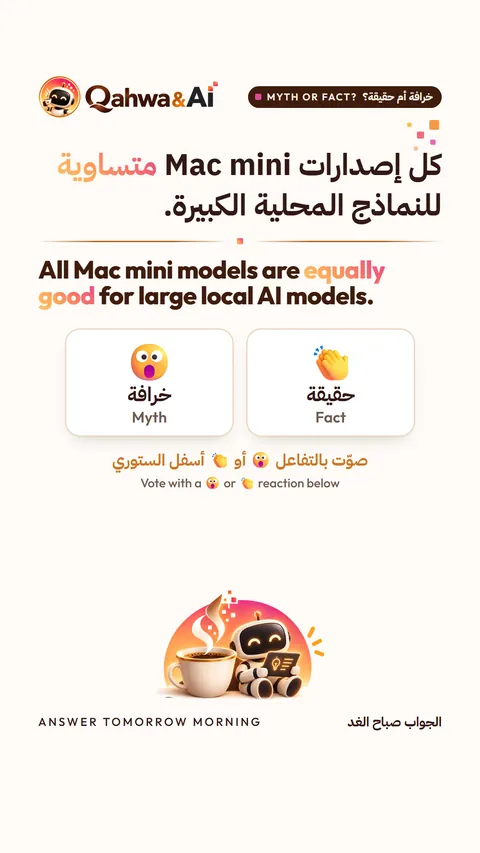 Qahwa&Ai
MYTH OR FACT? خرافة أم حقيقة؟
كل إصدارات Mac mini متساوية
للنماذج المحلية الكبيرة.
All Mac mini models are equally
good for large local AI models.
خرافة
Myth
حقيقة
Fact
صوّت بالتفاعل 😮 أو 👏 أسفل الستوري
Vote with a 😮 or 👏 reaction below
ANSWER TOMORROW MORNING
الجواب صباح الغد